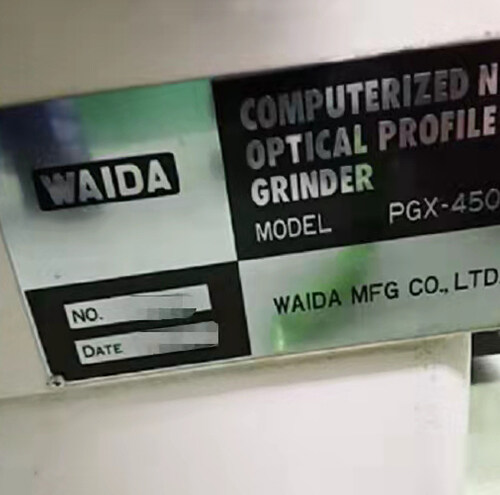 WAIDA
COMPUTERIZED N
OPTICAL PROFILE
GRINDER
MODEL PGX-450
NO.
DATE
WAIDA MFG CO., LTD